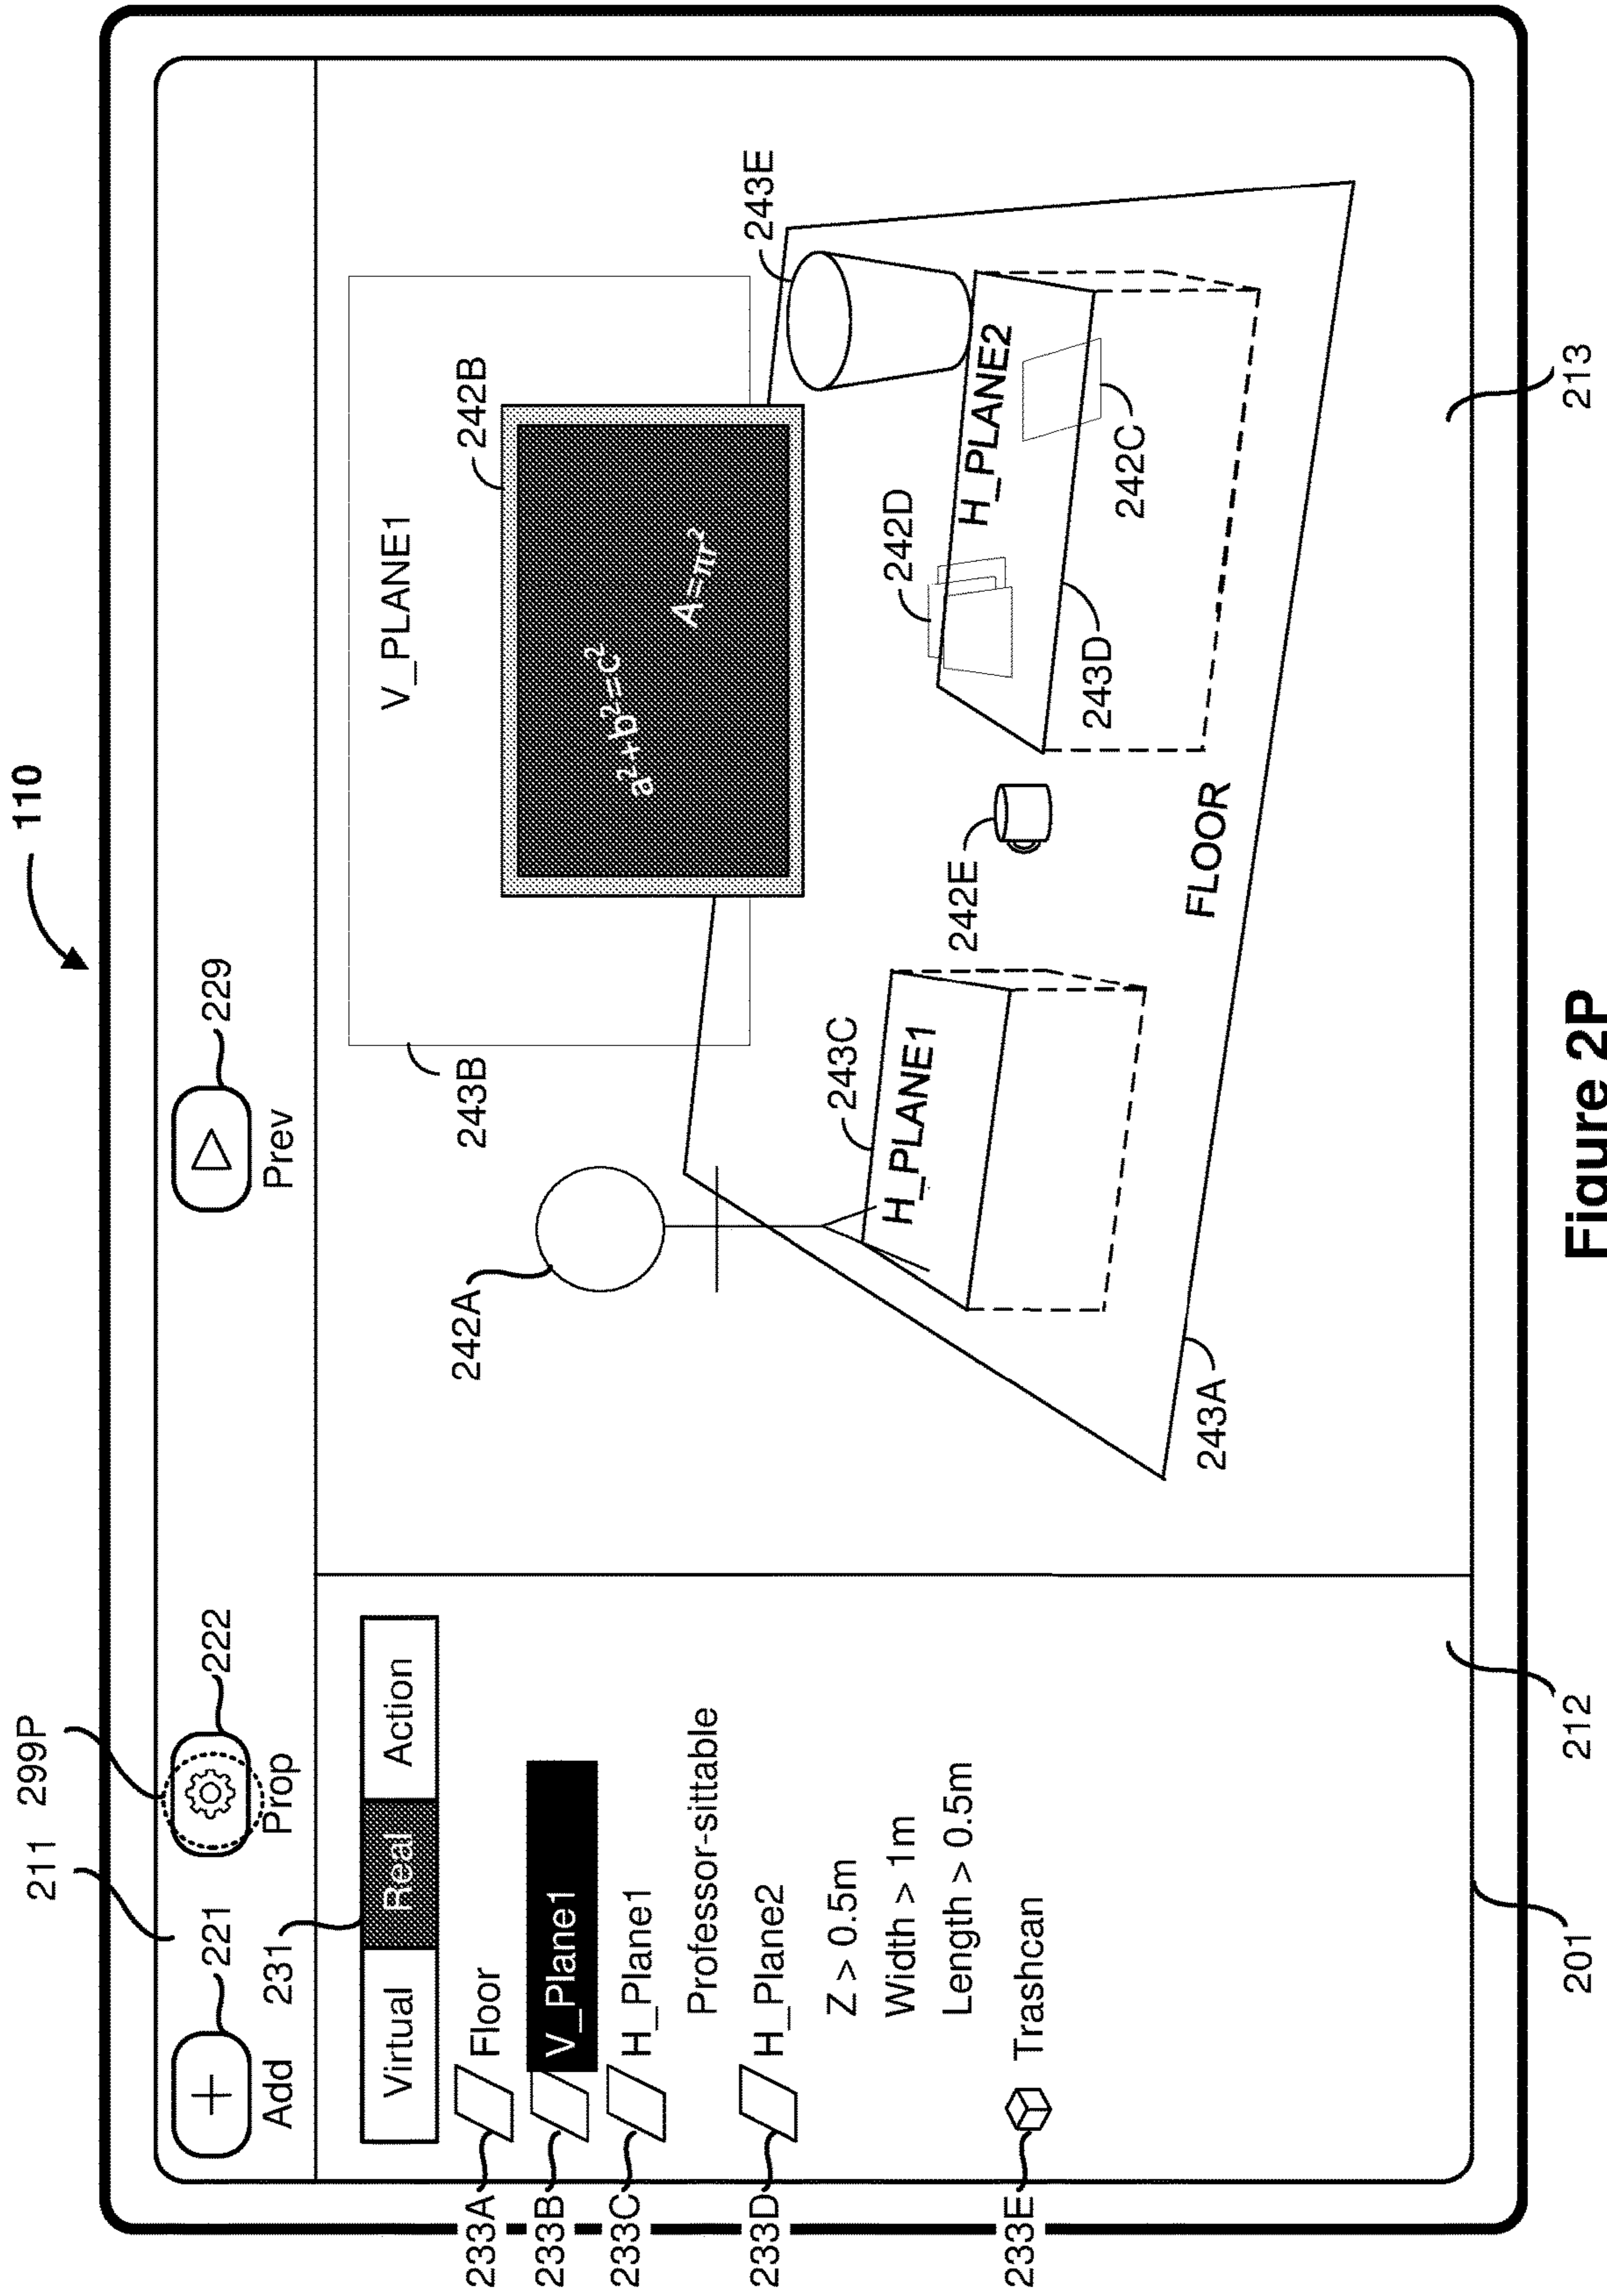 110
211
299P
221
222
229
Add
Prop
Prev
231
Virtual
Real
Action
233A
Floor
233B
V_Plane1
233C
H_Plane1
Professor-sittable
233D
H_Plane2
Z > 0.5m
Width > 1m
Length > 0.5m
233E
Trashcan
242A
243B
V_PLANE1
242B
a²+b²=c²
A=πr²
243E
243C
H_PLANE1
242E
242D
H_PLANE2
242C
243D
FLOOR
243A
201
212
213
Figure 2P